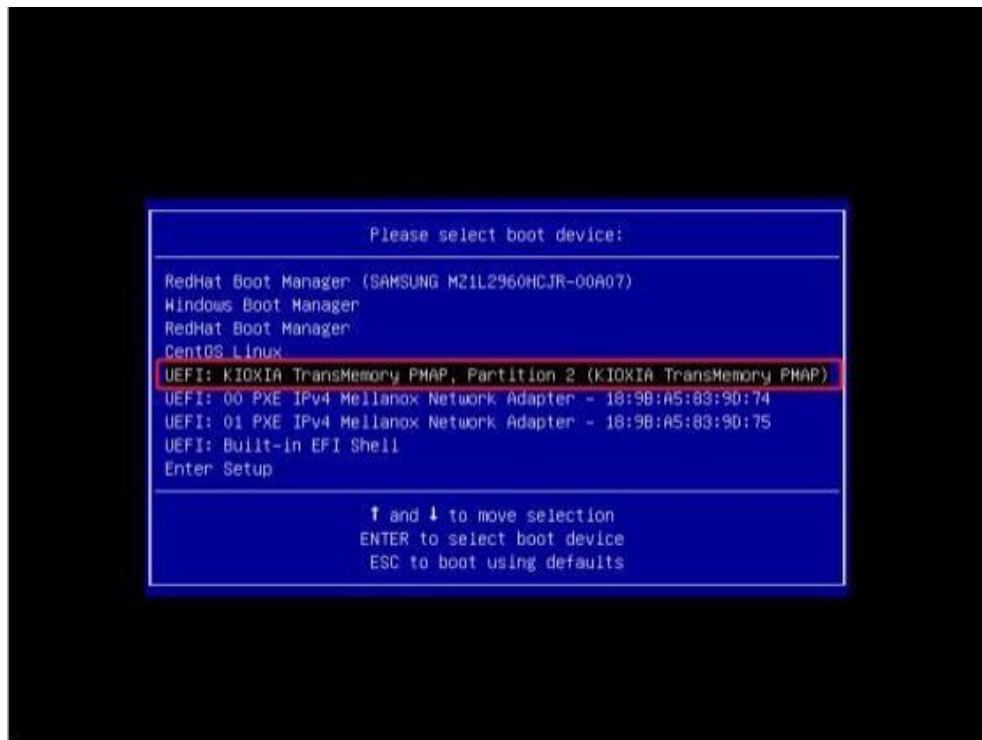 Please select boot device:
RedHat Boot Manager (SAMSUNG MZ1L2960HCJR-00A07)
Windows Boot Manager
RedHat Boot Manager
CentOS Linux
UEFI: KIOXIA TransMemory PMAP, Partition 2 (KIOXIA TransMemory PMAP)
UEFI: 00 PXE IPv4 Mellanox Network Adapter - 18:9B:A5:83:9D:74
UEFI: 01 PXE IPv4 Mellanox Network Adapter - 18:9B:A5:83:9D:75
UEFI: Built-in EFI Shell
Enter Setup
↑ and ↓ to move selection
ENTER to select boot device
ESC to boot using defaults